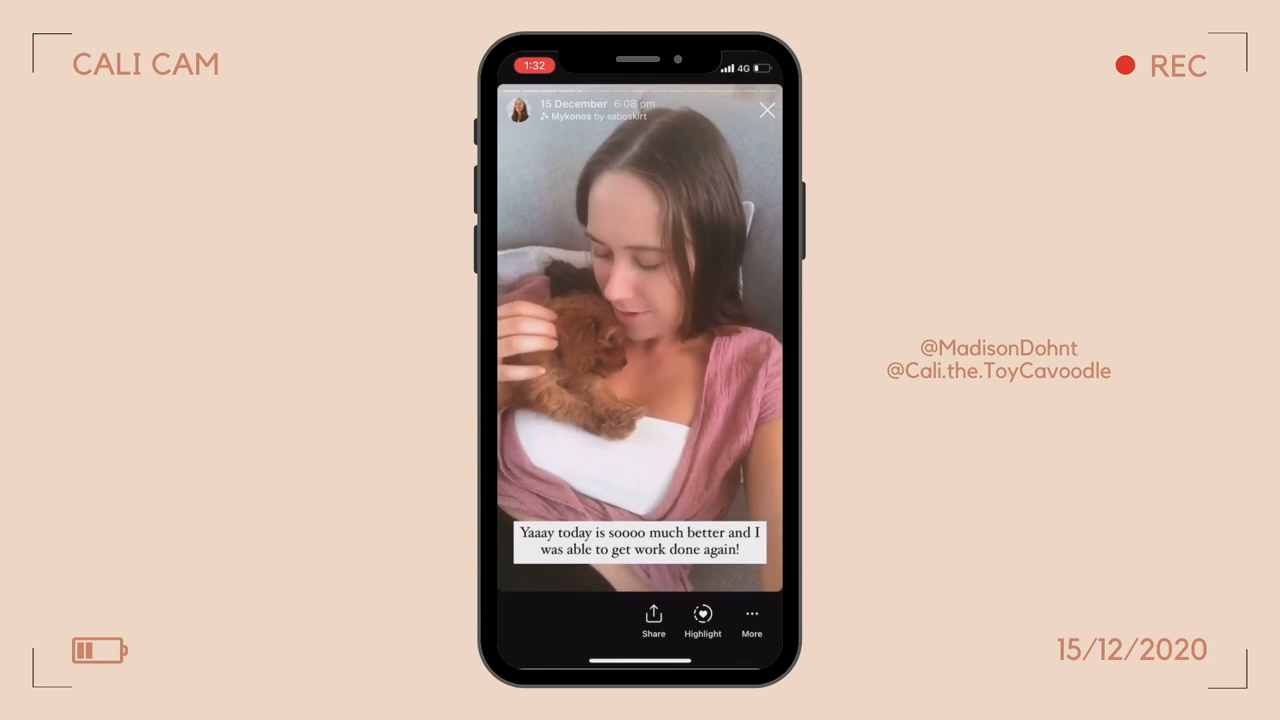 CALI CAM
REC
1:32
4G
15 December 6:08 pm
Mykonos by saboskirt
@MadisonDohnt
@Cali.the.ToyCavoodle
Yaaay today is soooo much better and I
was able to get work done again!
Share Highlight More
15/12/2020